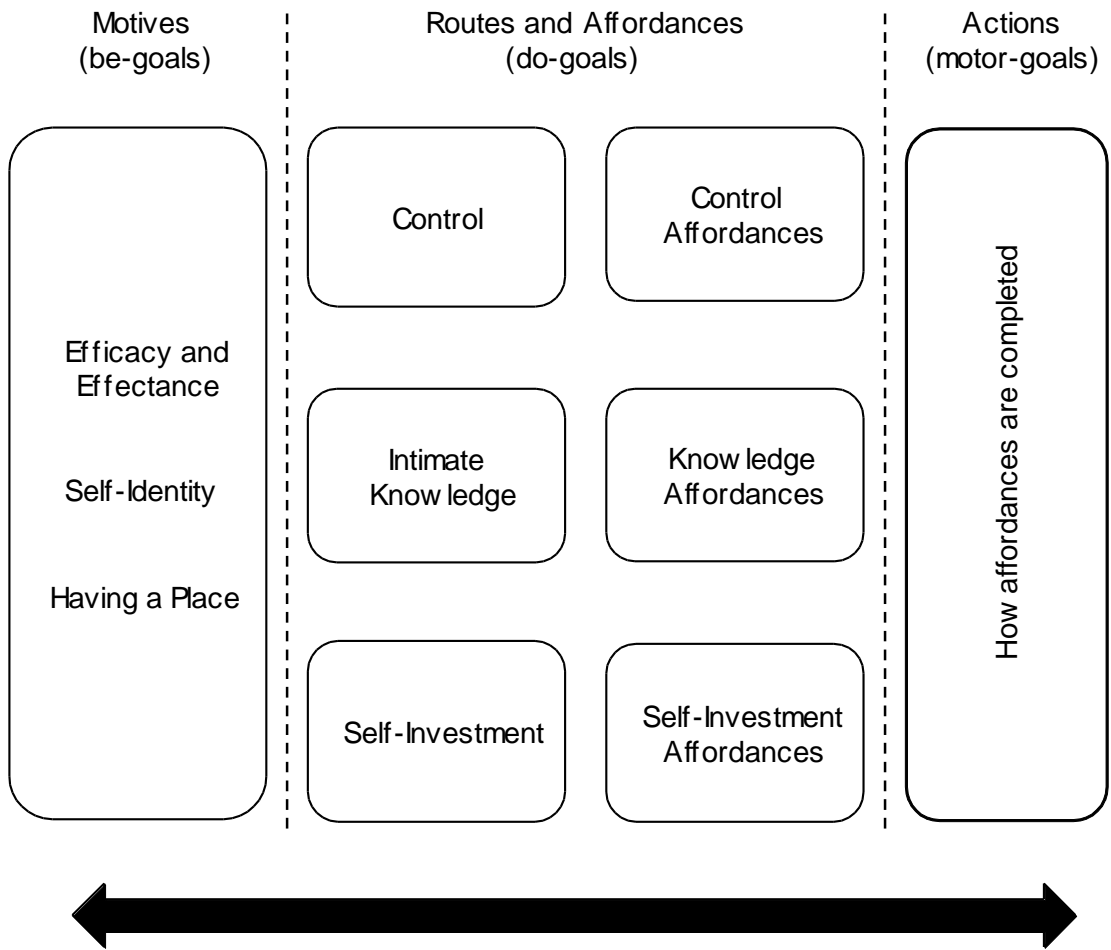 Motives
(be-goals)
Routes and Affordances
(do-goals)
Actions
(motor-goals)
Efficacy and
Effectance
Self-Identity
Having a Place
Control
Control
Affordances
Intimate
Knowledge
Knowledge
Affordances
Self-Investment
Self-Investment
Affordances
How affordances are completed